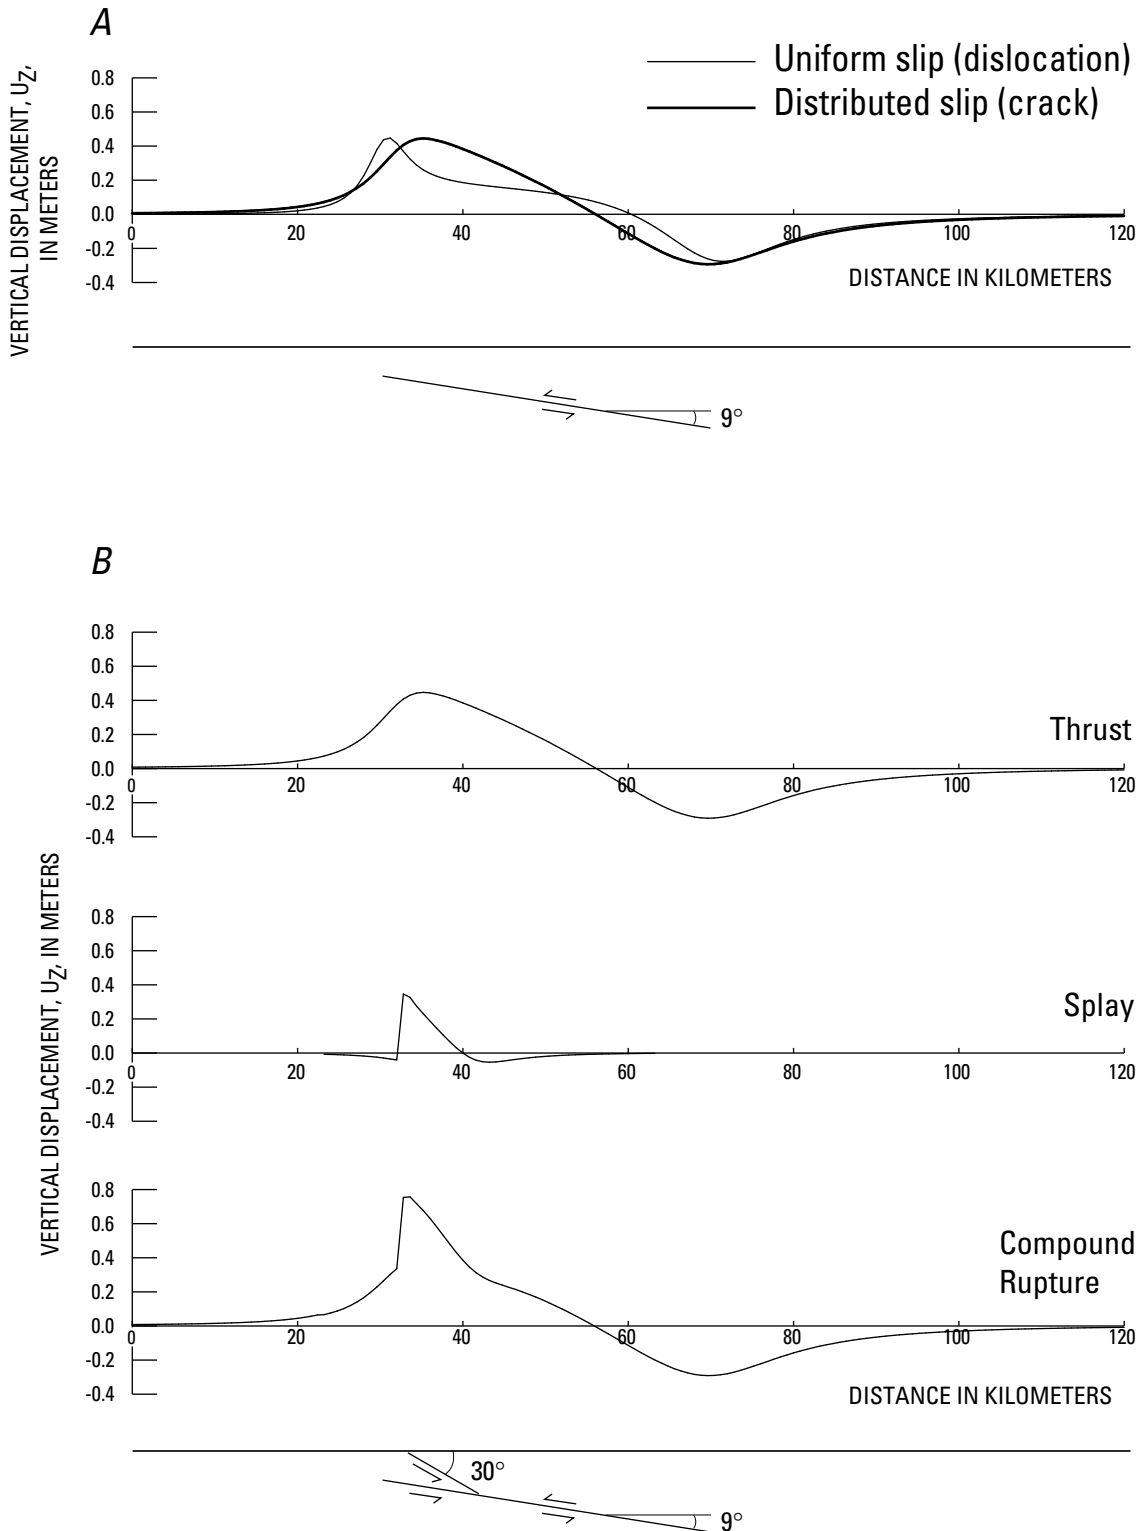 A
Uniform slip (dislocation)
Distributed slip (crack)
VERTICAL DISPLACEMENT, UZ,
IN METERS
0.8
0.6
0.4
0.2
0.0
-0.2
-0.4
0 20 40 60 80 100 120
DISTANCE IN KILOMETERS
9°
B
VERTICAL DISPLACEMENT, UZ, IN METERS
0.8
0.6
0.4
0.2
0.0
-0.2
-0.4
0 20 40 60 80 100 120
Thrust
0.8
0.6
0.4
0.2
0.0
-0.2
-0.4
0 20 40 60 80 100 120
Splay
0.8
0.6
0.4
0.2
0.0
-0.2
-0.4
0 20 40 60 80 100 120
Compound
Rupture
DISTANCE IN KILOMETERS
30°
9°